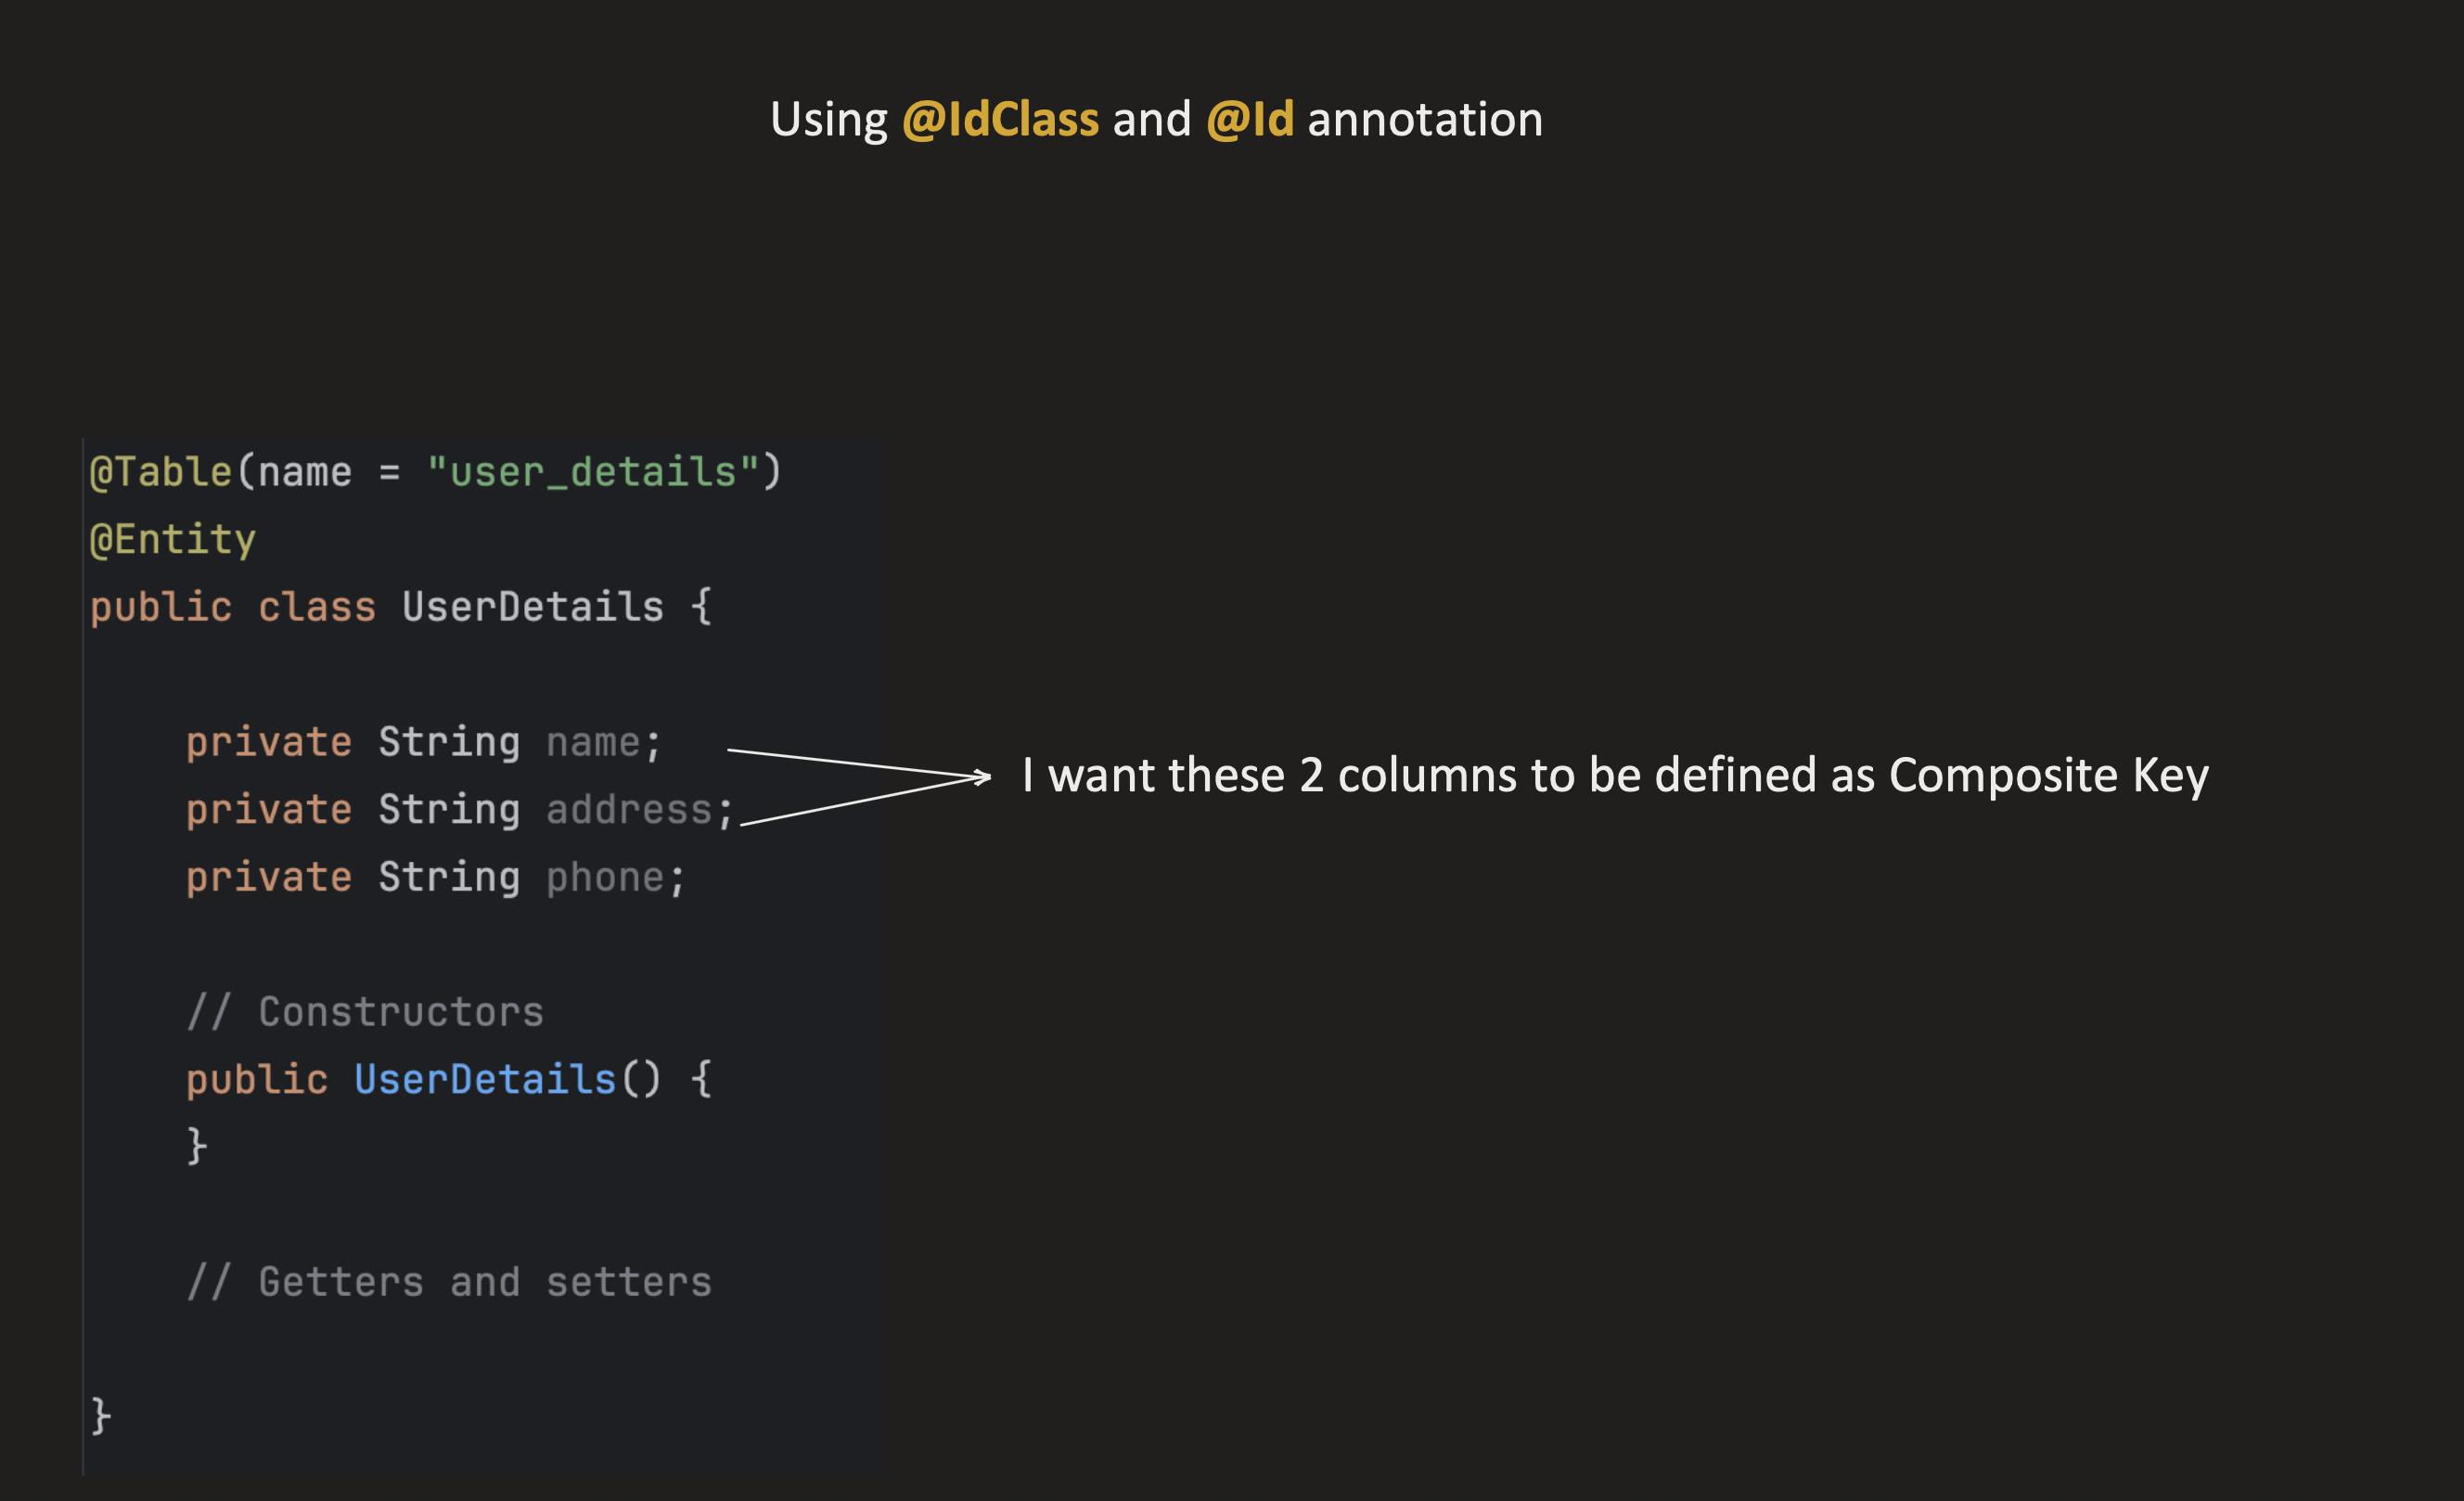 Using @IdClass and @Id annotation
@Table(name = "user_details")
@Entity
public class UserDetails {
private String name;
private String address;
private String phone;
I want these 2 columns to be defined as Composite Key
// Constructors
public UserDetails() {
}
// Getters and setters
}